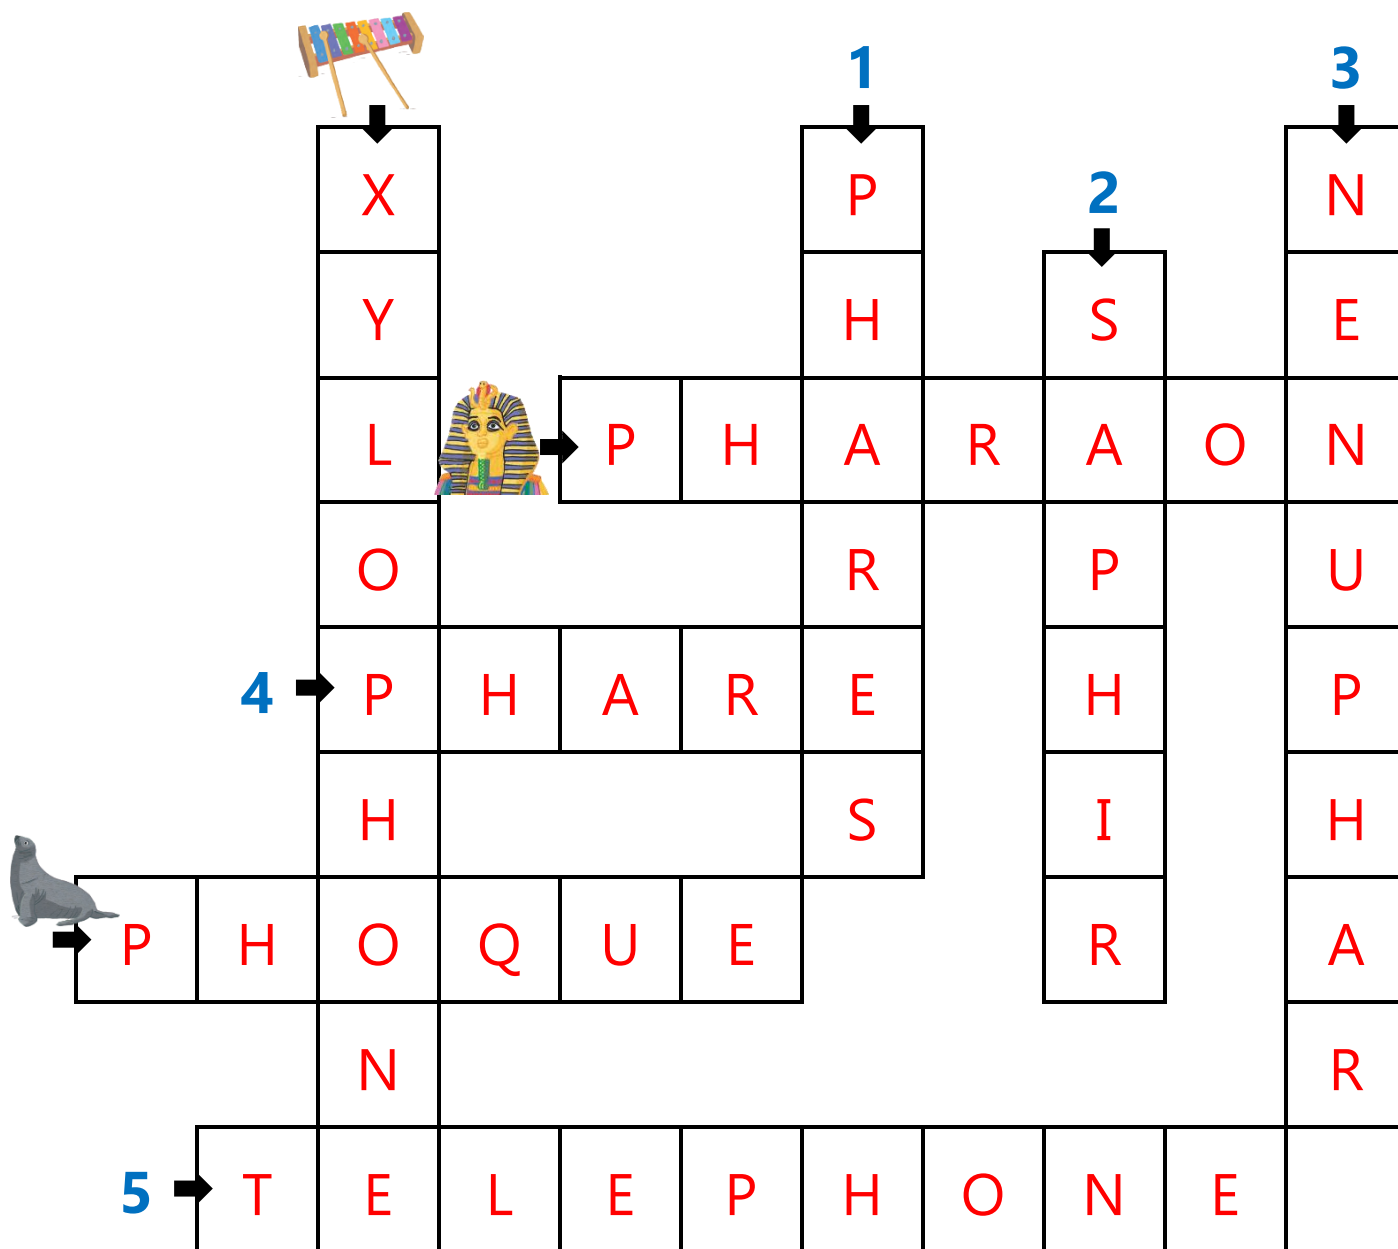 1 3
X P N
2
Y H S E
L P H A R A O N
O R P U
4 P H A R E H P
H S I H
P H O Q U E R A
N R
5 T E L E P H O N E